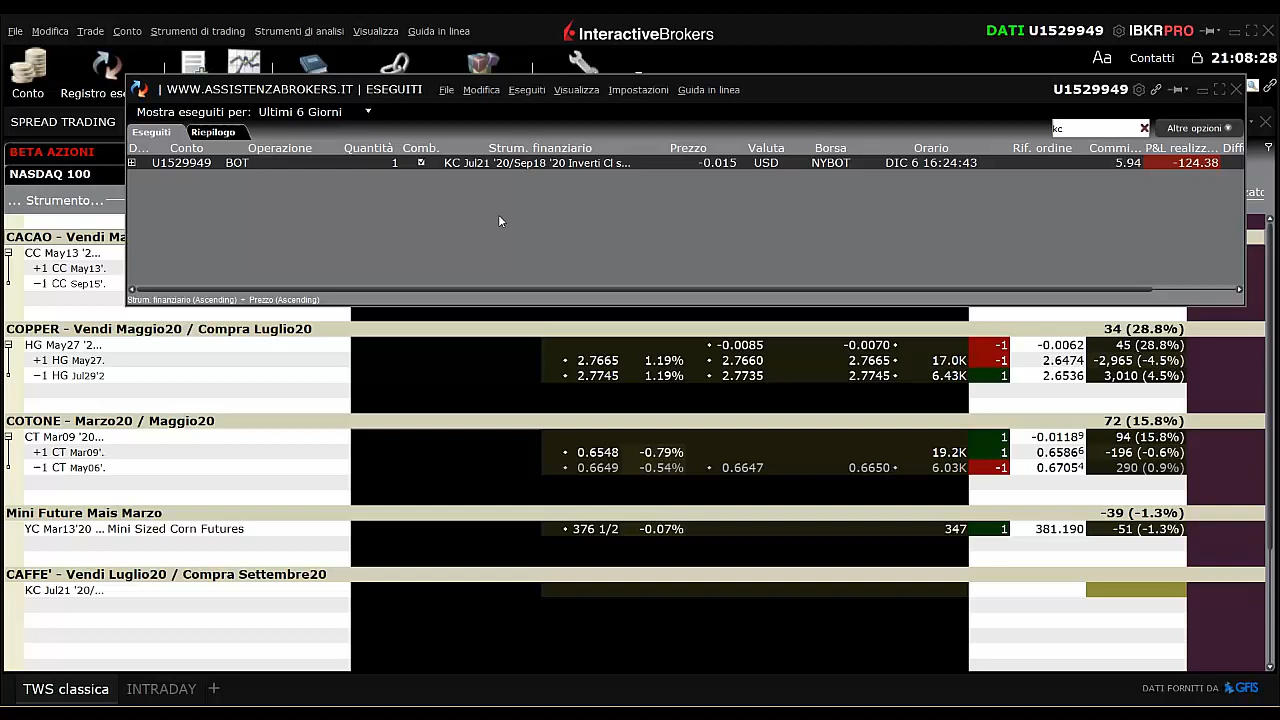 File Modifica Trade Conto Strumenti di trading Strumenti di analisi Visualizza Guida in linea InteractiveBrokers DATI U1529949 IBKRPRO
Aa Contatti 21:08:28
Conto Registro ese
| WWW.ASSISTENZABROKERS.IT | ESEGUITI File Modifica Eseguiti Visualizza Impostazioni Guida in linea U1529949
Mostra eseguiti per: Ultimi 6 Giorni
SPREAD TRADING
kc Altre opzioni
Eseguiti Riepilogo
D... Conto Operazione Quantità Comb. Strum. finanziario Prezzo Valuta Borsa Orario Rif. ordine Commi... P&L realizz... Diff
U1529949 BOT 1 KC Jul21 '20/Sep18 '20 Inverti Cl s... -0.015 USD NYBOT DIC 6 16:24:43 5.94 -124.38
BETA AZIONI
NASDAQ 100
... Strumento...
zato
CACAO - Vendi Ma
CC May13 '2...
+1 CC May13'.
−1 CC Sep15'.
Strum. finanziario (Ascending) - Prezzo (Ascending)
COPPER - Vendi Maggio20 / Compra Luglio20 34 (28.8%)
HG May27 '2... -0.0085 -0.0070 -1 -0.0062 45 (28.8%)
+1 HG May27. 2.7665 1.19% 2.7660 2.7665 17.0K -1 2.6474 -2,965 (-4.5%)
−1 HG Jul29'2 2.7745 1.19% 2.7735 2.7745 6.43K 1 2.6536 3,010 (4.5%)
COTONE - Marzo20 / Maggio20 72 (15.8%)
CT Mar09 '20... 1 -0.0118⁹ 94 (15.8%)
+1 CT Mar09'. 0.6548 -0.79% 19.2K 1 0.6586⁶ -196 (-0.6%)
−1 CT May06'. 0.6649 -0.54% 0.6647 0.6650 6.03K -1 0.6705⁴ 290 (0.9%)
Mini Future Mais Marzo -39 (-1.3%)
YC Mar13'20 ... Mini Sized Corn Futures 376 1/2 -0.07% 347 1 381.190 -51 (-1.3%)
CAFFE' - Vendi Luglio20 / Compra Settembre20
KC Jul21 '20/...
TWS classica INTRADAY + DATI FORNITI DA GFIS